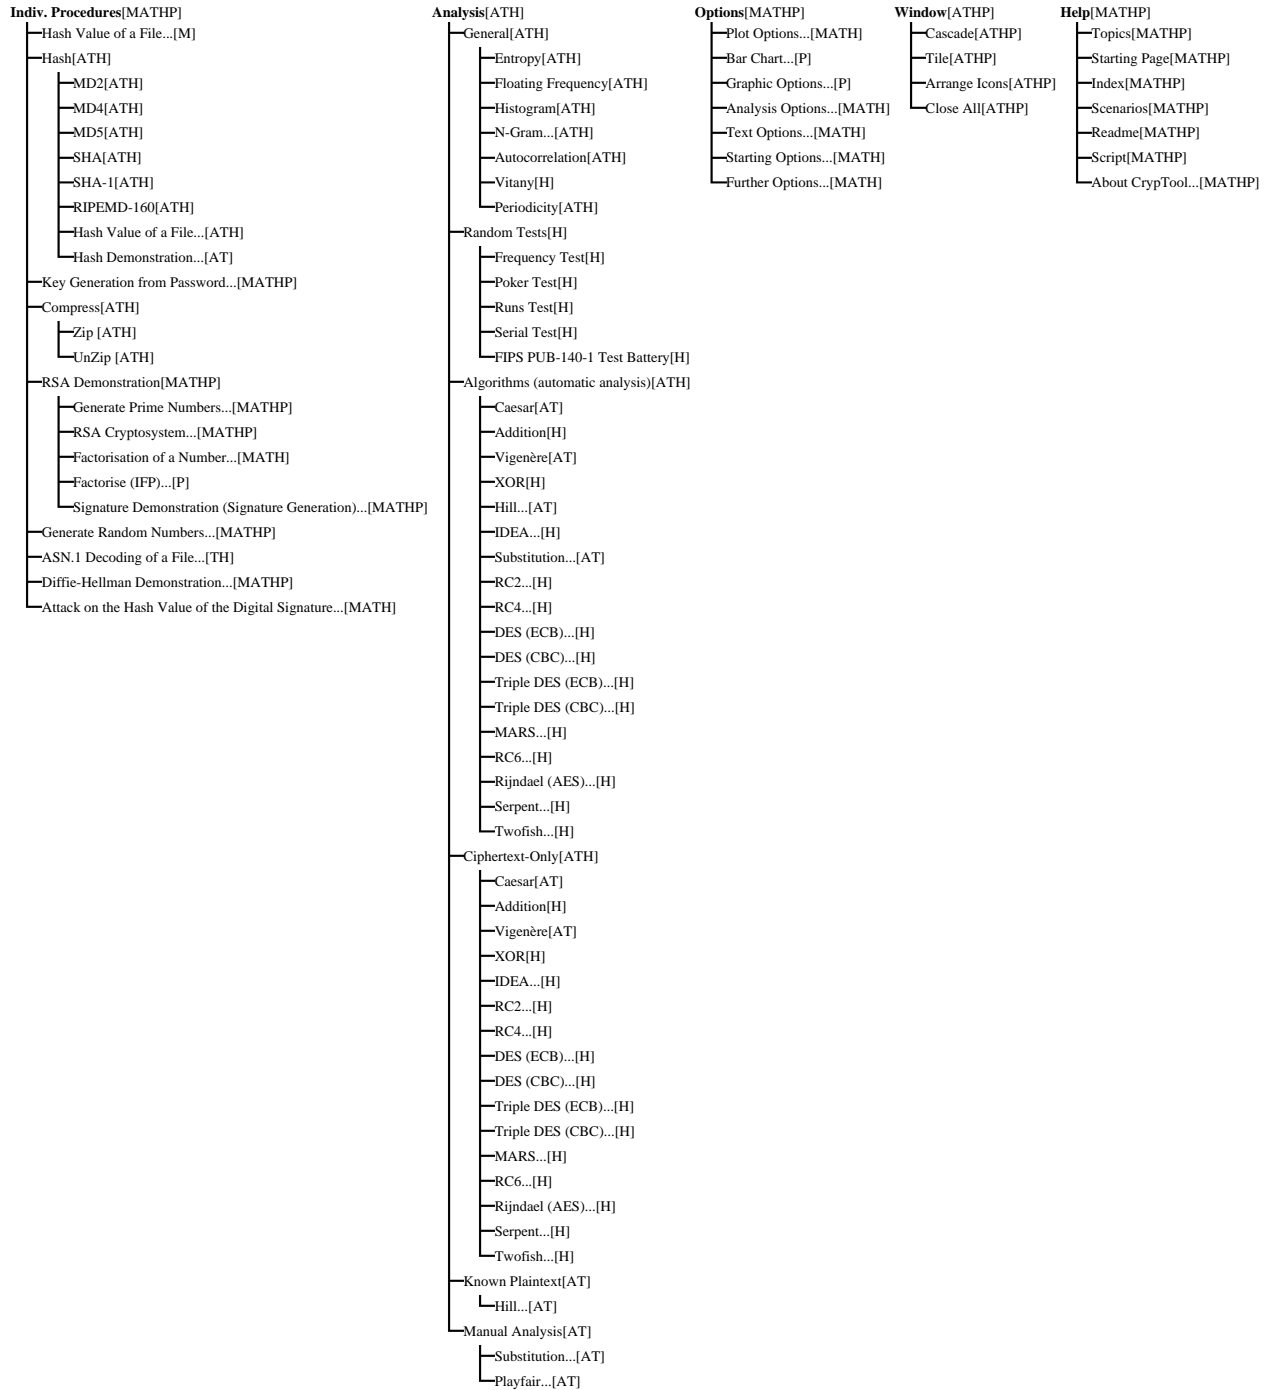 Indiv. Procedures[MATHP]
Hash Value of a File...[M]
Hash[ATH]
MD2[ATH]
MD4[ATH]
MD5[ATH]
SHA[ATH]
SHA-1[ATH]
RIPEMD-160[ATH]
Hash Value of a File...[ATH]
Hash Demonstration...[AT]
Key Generation from Password...[MATHP]
Compress[ATH]
Zip [ATH]
UnZip [ATH]
RSA Demonstration[MATHP]
Generate Prime Numbers...[MATHP]
RSA Cryptosystem...[MATHP]
Factorisation of a Number...[MATH]
Factorise (IFP)...[P]
Signature Demonstration (Signature Generation)...[MATHP]
Generate Random Numbers...[MATHP]
ASN.1 Decoding of a File...[TH]
Diffie-Hellman Demonstration...[MATHP]
Attack on the Hash Value of the Digital Signature...[MATH]
Analysis[ATH]
General[ATH]
Entropy[ATH]
Floating Frequency[ATH]
Histogram[ATH]
N-Gram...[ATH]
Autocorrelation[ATH]
Vitany[H]
Periodicity[ATH]
Random Tests[H]
Frequency Test[H]
Poker Test[H]
Runs Test[H]
Serial Test[H]
FIPS PUB-140-1 Test Battery[H]
Algorithms (automatic analysis)[ATH]
Caesar[AT]
Addition[H]
Vigenère[AT]
XOR[H]
Hill...[AT]
IDEA...[H]
Substitution...[AT]
RC2...[H]
RC4...[H]
DES (ECB)...[H]
DES (CBC)...[H]
Triple DES (ECB)...[H]
Triple DES (CBC)...[H]
MARS...[H]
RC6...[H]
Rijndael (AES)...[H]
Serpent...[H]
Twofish...[H]
Ciphertext-Only[ATH]
Caesar[AT]
Addition[H]
Vigenère[AT]
XOR[H]
IDEA...[H]
RC2...[H]
RC4...[H]
DES (ECB)...[H]
DES (CBC)...[H]
Triple DES (ECB)...[H]
Triple DES (CBC)...[H]
MARS...[H]
RC6...[H]
Rijndael (AES)...[H]
Serpent...[H]
Twofish...[H]
Known Plaintext[AT]
Hill...[AT]
Manual Analysis[AT]
Substitution...[AT]
Playfair...[AT]
Options[MATHP]
Plot Options...[MATH]
Bar Chart...[P]
Graphic Options...[P]
Analysis Options...[MATH]
Text Options...[MATH]
Starting Options...[MATH]
Further Options...[MATH]
Window[ATHP]
Cascade[ATHP]
Tile[ATHP]
Arrange Icons[ATHP]
Close All[ATHP]
Help[MATHP]
Topics[MATHP]
Starting Page[MATHP]
Index[MATHP]
Scenarios[MATHP]
Readme[MATHP]
Script[MATHP]
About CrypTool...[MATHP]